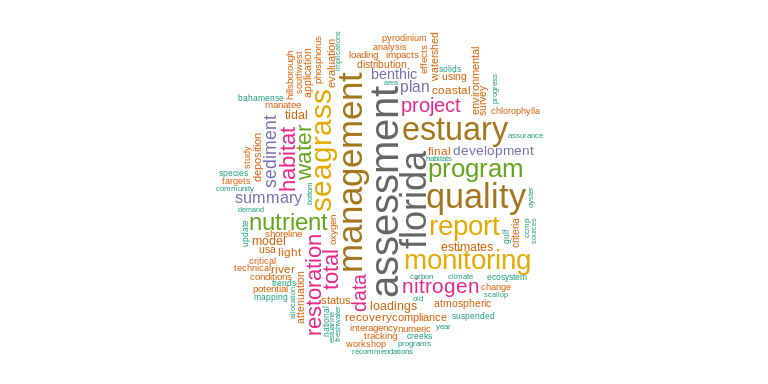 pyrodinium
analysis
loading impacts
distribution
benthic
area
plan
effects
watershed
solids
using
coastal
environmental
survey
progress
chlorophylla
project
estuary
assurance
final development
habitats
program
quality
oyster
report
estimates
monitoring
criteria
gulf
ccmp
sources
carbon climate ecosystem
nitrogen change
old
scallop
atmospheric
suspended
loadings
recovery compliance
interagency numeric year
tracking creeks
workshop programs
recommendations
assessment
florida
management
seagrass
implications
evaluation
phosphorus
application
southwest
hillsborough
bahamense
manatee
tidal
water
habitat
sediment
deposition
study
species
targets
community
bottom
summary
demand
nutrient
update
shoreline
oxygen
model
usa light
critical
technical river
conditions
trends
potential
mapping
total
restoration
attenuation
allocation
status
data
national
estuarine
freshwater